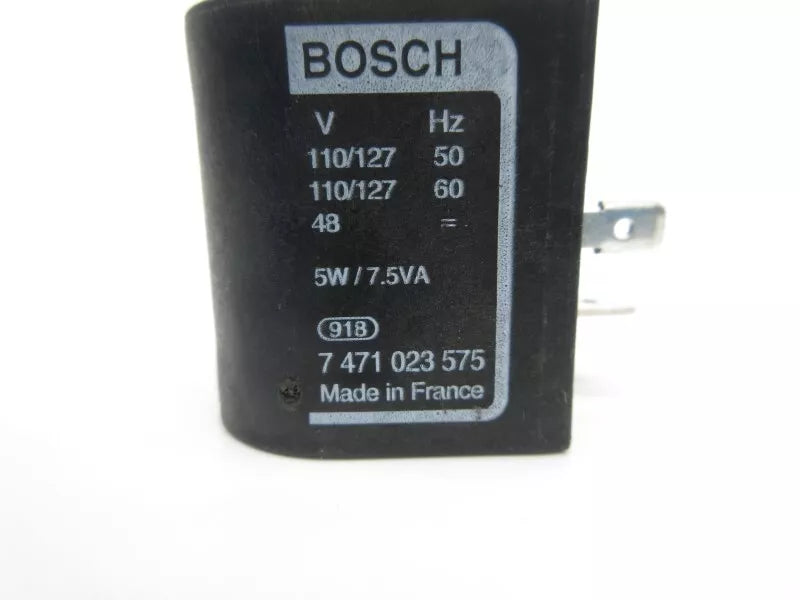 BOSCH
V Hz
110/127 50
110/127 60
48 =
5W / 7.5VA
918
7 471 023 575
Made in France